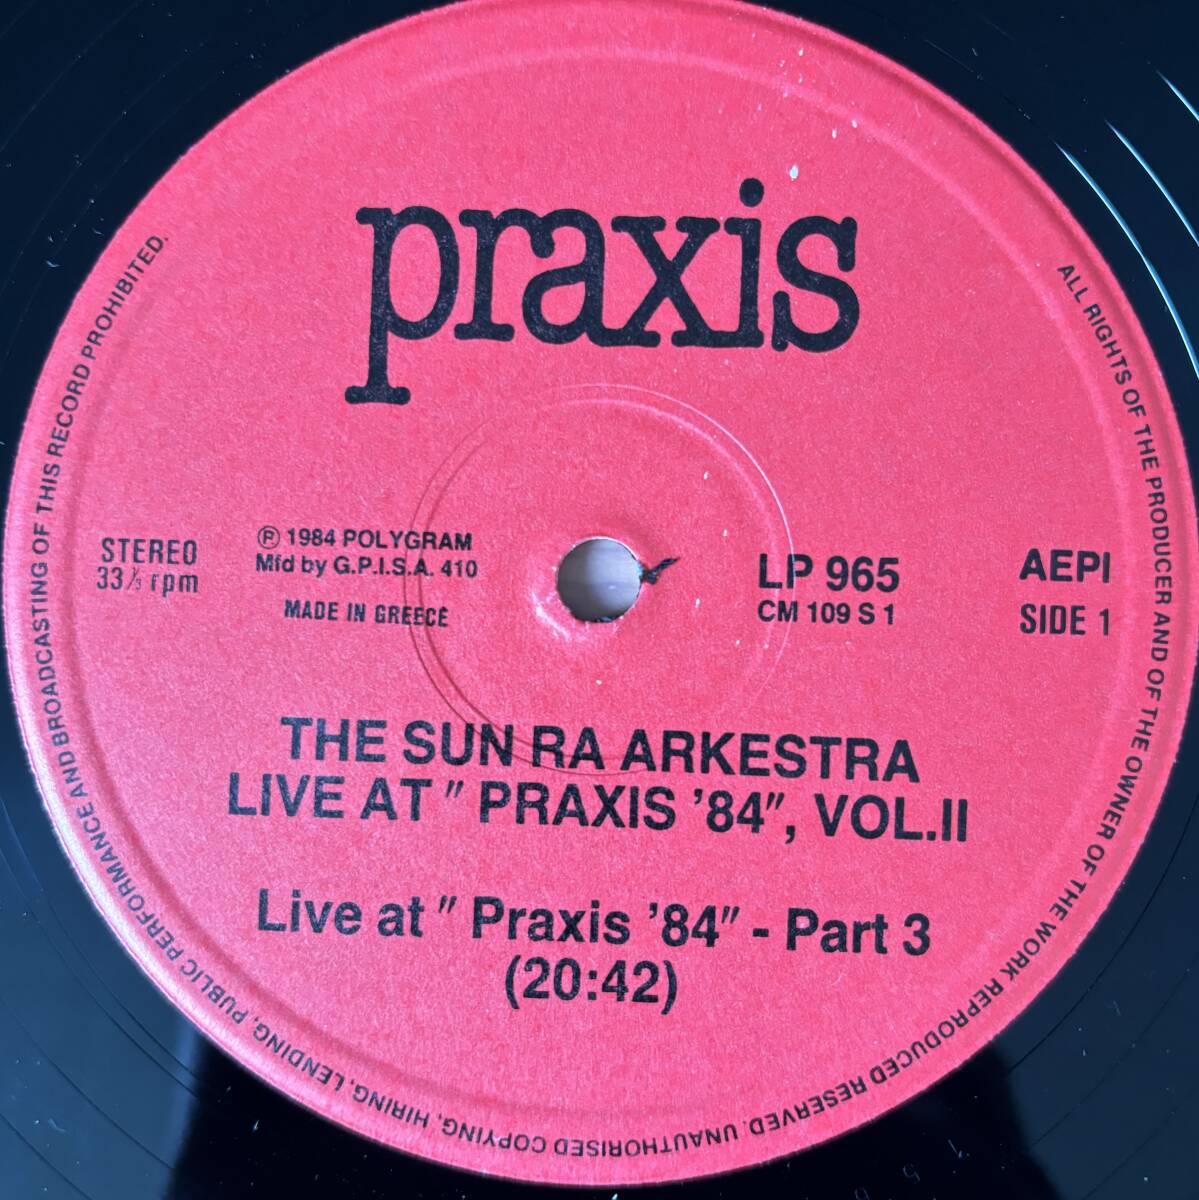 praxis
STEREO
33⅓ rpm
℗ 1984 POLYGRAM
Mfd by G.P.I.S.A. 410
MADE IN GREECE
LP 965
CM 109 S 1
AEPI
SIDE 1
THE SUN RA ARKESTRA
LIVE AT " PRAXIS '84", VOL.II
Live at " Praxis '84" - Part 3
(20:42)
ALL RIGHTS OF THE PRODUCER AND OF THE OWNER OF THE WORK REPRODUCED RESERVED. UNAUTHORISED COPYING, HIRING, LENDING, PUBLIC PERFORMANCE AND BROADCASTING OF THIS RECORD PROHIBITED.